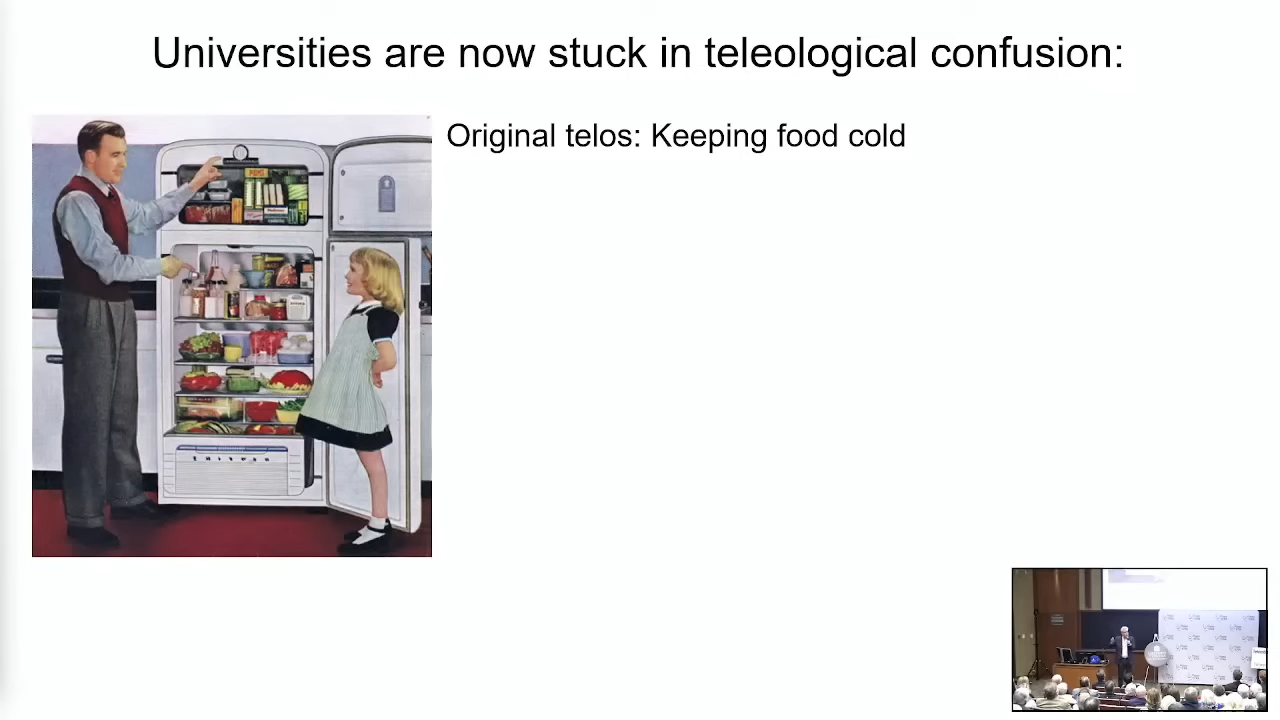 Universities are now stuck in teleological confusion:
Original telos: Keeping food cold